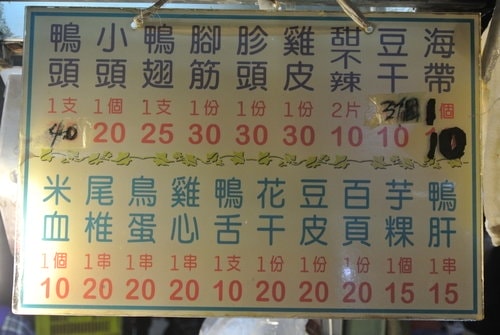 鴨頭 1支 40
小頭 1個 20
鴨翅 1支 25
腳筋 1份 30
胗頭 1份 30
雞皮 1份 30
甜不辣 2片 10
豆干 10
海帶 1個 10
米血 1個 10
尾椎 1串 20
鳥蛋 1串 20
雞心 1串 20
鴨舌 1支 10
花干 1份 20
豆皮 1份 20
百頁 1份 20
芋粿 1個 15
鴨肝 1個 15